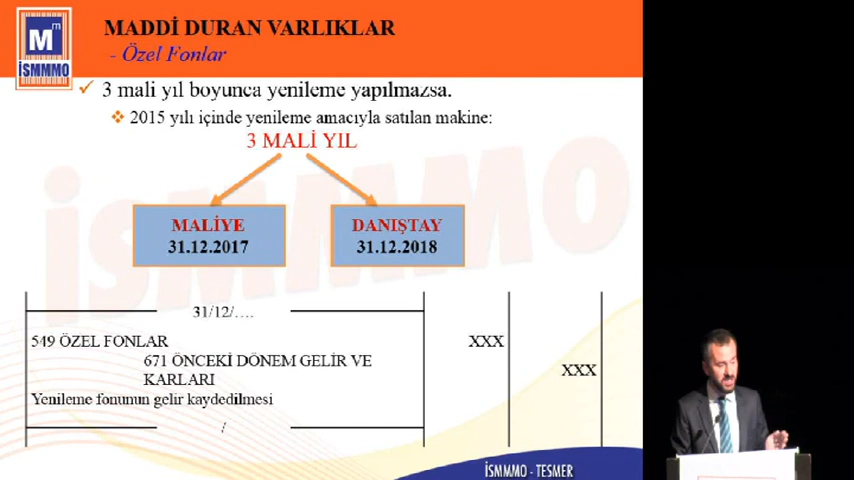 MADDİ DURAN VARLIKLAR
- Özel Fonlar
Mm
İSMMMO
3 mali yıl boyunca yenileme yapılmazsa.
2015 yılı içinde yenileme amacıyla satılan makine:
3 MALİ YIL
MALİYE
31.12.2017
DANIŞTAY
31.12.2018
İSMMMO
31/12/….
549 ÖZEL FONLAR
XXX
671 ÖNCEKİ DÖNEM GELİR VE
KARLARI
XXX
Yenileme fonunun gelir kaydedilmesi
/
İSMMMO - TESMER